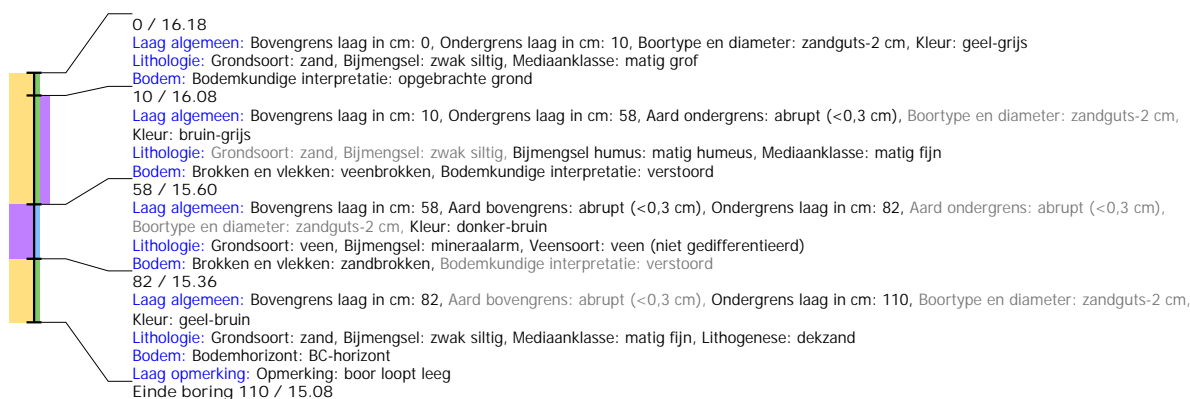 0 / 16.18
Laag algemeen: Bovengrens laag in cm: 0, Ondergrens laag in cm: 10, Boortype en diameter: zandguts-2 cm, Kleur: geel-grijs
Lithologie: Grondsoort: zand, Bijmengsel: zwak siltig, Mediaanklasse: matig grof
Bodem: Bodemkundige interpretatie: opgebrachte grond
10 / 16.08
Laag algemeen: Bovengrens laag in cm: 10, Ondergrens laag in cm: 58, Aard ondergrens: abrupt (<0,3 cm), Boortype en diameter: zandguts-2 cm,
Kleur: bruin-grijs
Lithologie: Grondsoort: zand, Bijmengsel: zwak siltig, Bijmengsel humus: matig humeus, Mediaanklasse: matig fijn
Bodem: Brokken en vlekken: veenbrokken, Bodemkundige interpretatie: verstoord
58 / 15.60
Laag algemeen: Bovengrens laag in cm: 58, Aard bovengrens: abrupt (<0,3 cm), Ondergrens laag in cm: 82, Aard ondergrens: abrupt (<0,3 cm),
Boortype en diameter: zandguts-2 cm, Kleur: donker-bruin
Lithologie: Grondsoort: veen, Bijmengsel: mineraalarm, Veensoort: veen (niet gedifferentieerd)
Bodem: Brokken en vlekken: zandbrokken, Bodemkundige interpretatie: verstoord
82 / 15.36
Laag algemeen: Bovengrens laag in cm: 82, Aard bovengrens: abrupt (<0,3 cm), Ondergrens laag in cm: 110, Boortype en diameter: zandguts-2 cm,
Kleur: geel-bruin
Lithologie: Grondsoort: zand, Bijmengsel: zwak siltig, Mediaanklasse: matig fijn, Lithogenese: dekzand
Bodem: Bodemhorizont: BC-horizont
Laag opmerking: Opmerking: boor loopt leeg
Einde boring 110 / 15.08